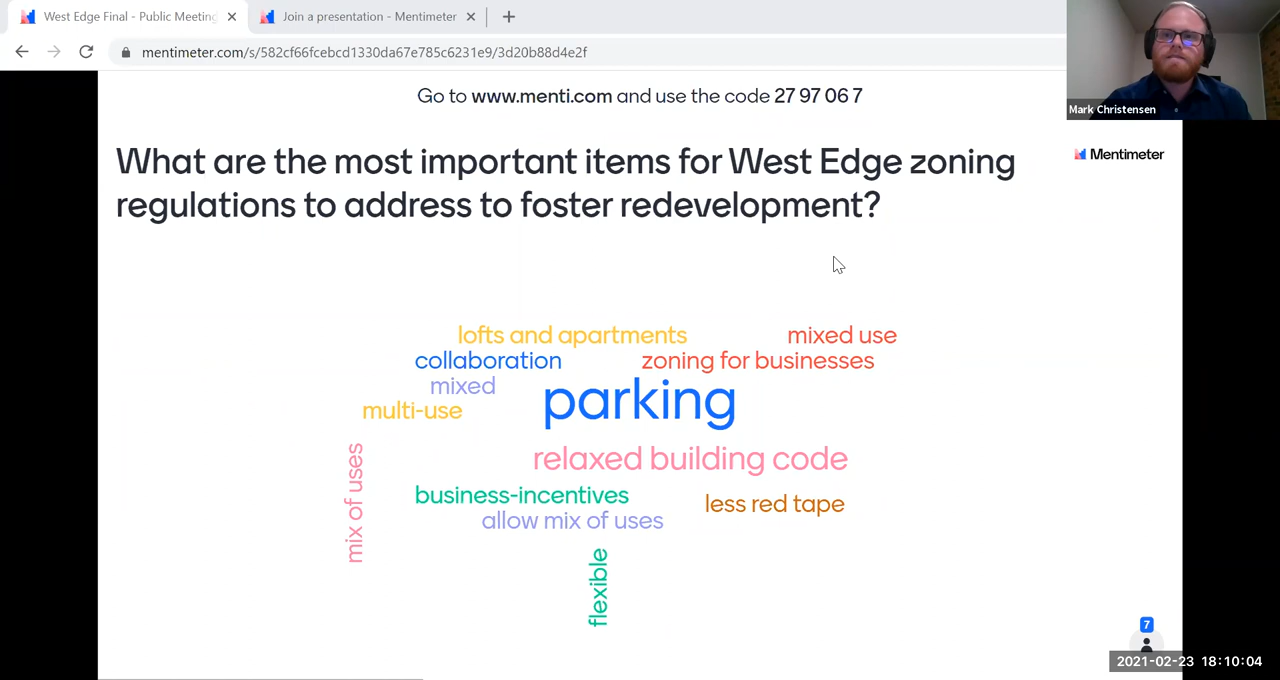 West Edge Final - Public Meeting
Join a presentation - Mentimeter
mentimeter.com/s/582cf66fcebcd1330da67e785c6231e9/3d20b88d4e2f
Mark Christensen
Go to www.menti.com and use the code 27 97 06 7
Mentimeter
What are the most important items for West Edge zoning
regulations to address to foster redevelopment?
lofts and apartments
mixed use
collaboration
zoning for businesses
mixed
parking
multi-use
relaxed building code
mix of uses
business-incentives
less red tape
allow mix of uses
flexible
7
2021-02-23 18:10:04